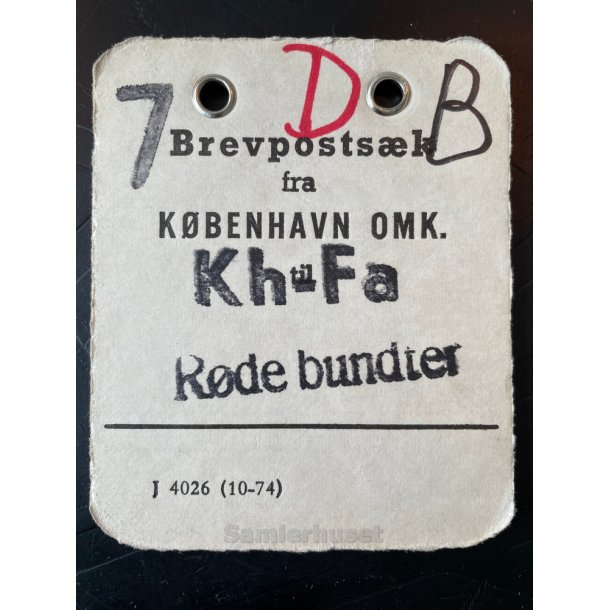 7 D B
Brevpostsæk
fra
KØBENHAVN OMK.
til
Kh-Fa
Røde bundter
J 4026 (10-74)
Samlerhuset